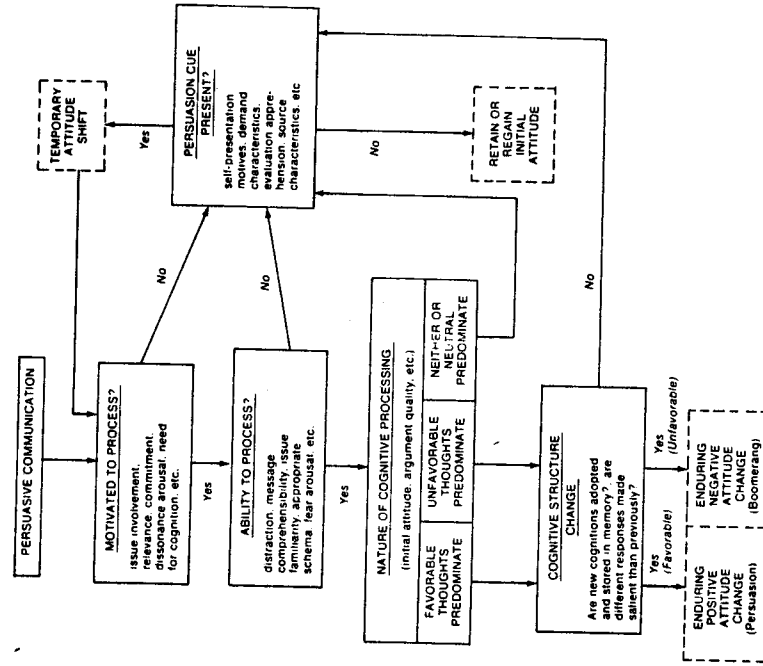 PERSUASIVE COMMUNICATION
TEMPORARY
ATTITUDE
SHIFT
MOTIVATED TO PROCESS?
issue involvement,
relevance, commitment,
dissonance arousal, need
for cognition, etc.
Yes
No
PERSUASION CUE
PRESENT?
self-presentation
motives, demand
characteristics,
evaluation appre-
hension, source
characteristics, etc
Yes
No
ABILITY TO PROCESS?
distraction, message
comprehensibility, issue
familiarity, appropriate
schema, fear arousal, etc.
Yes
No
RETAIN OR
REGAIN
INITIAL
ATTITUDE
NATURE OF COGNITIVE PROCESSING
(initial attitude, argument quality, etc.)
FAVORABLE
THOUGHTS
PREDOMINATE
UNFAVORABLE
THOUGHTS
PREDOMINATE
NEITHER OR
NEUTRAL
PREDOMINATE
COGNITIVE STRUCTURE
CHANGE
Are new cognitions adopted
and stored in memory?, are
different responses made
salient than previously?
No
Yes
(Favorable)
Yes
(Unfavorable)
ENDURING
POSITIVE
ATTITUDE
CHANGE
(Persuasion)
ENDURING
NEGATIVE
ATTITUDE
CHANGE
(Boomerang)